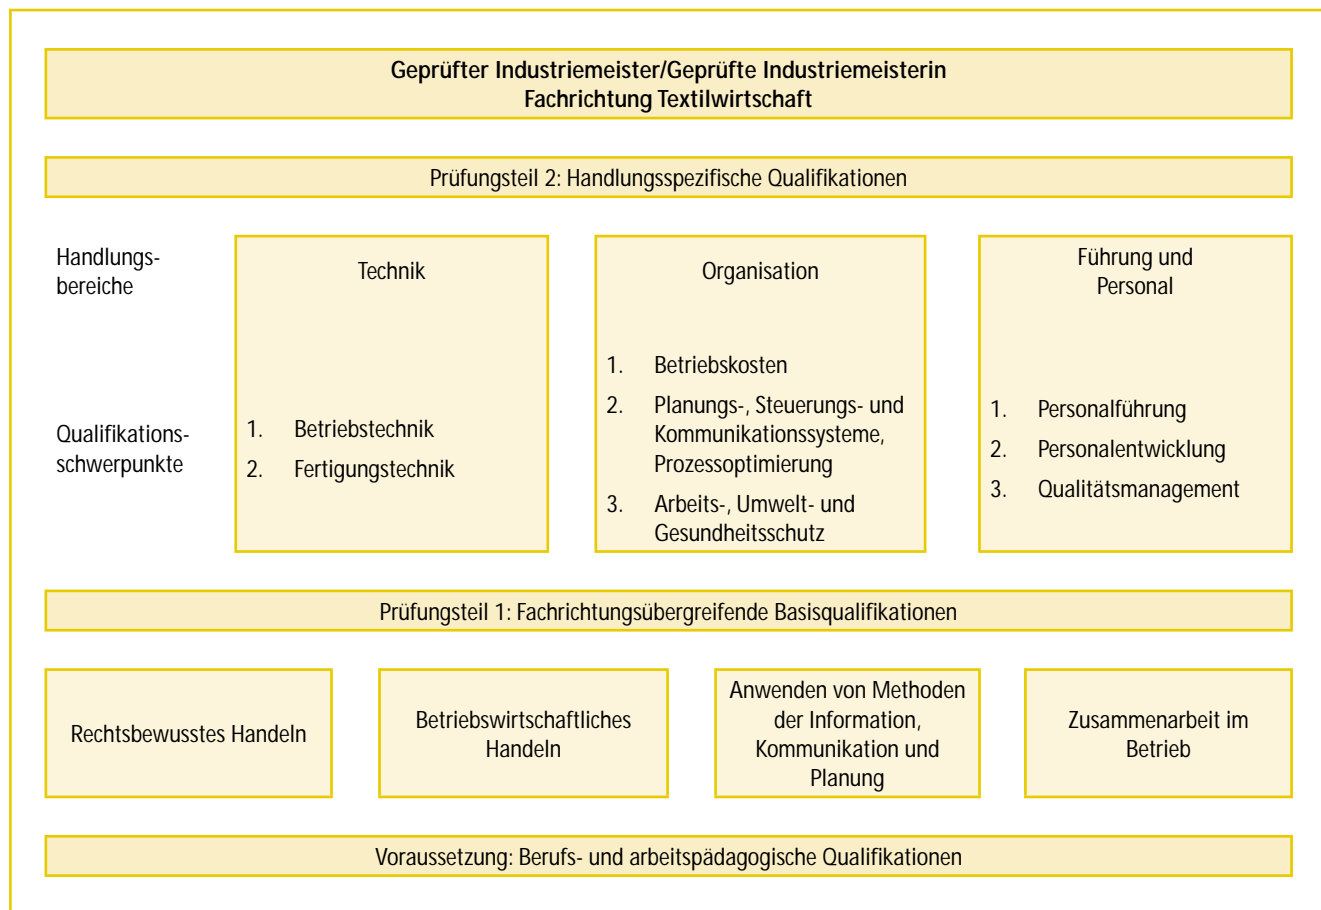 Geprüfter Industriemeister/Geprüfte Industriemeisterin
Fachrichtung Textilwirtschaft
Prüfungsteil 2: Handlungsspezifische Qualifikationen
Handlungs-
bereiche
Technik
Organisation
Führung und
Personal
Qualifikations-
schwerpunkte
1. Betriebstechnik
2. Fertigungstechnik
1. Betriebskosten
2. Planungs-, Steuerungs- und
Kommunikationssysteme,
Prozessoptimierung
3. Arbeits-, Umwelt- und
Gesundheitsschutz
1. Personalführung
2. Personalentwicklung
3. Qualitätsmanagement
Prüfungsteil 1: Fachrichtungsübergreifende Basisqualifikationen
Rechtsbewusstes Handeln
Betriebswirtschaftliches
Handeln
Anwenden von Methoden
der Information,
Kommunikation und
Planung
Zusammenarbeit im
Betrieb
Voraussetzung: Berufs- und arbeitspädagogische Qualifikationen